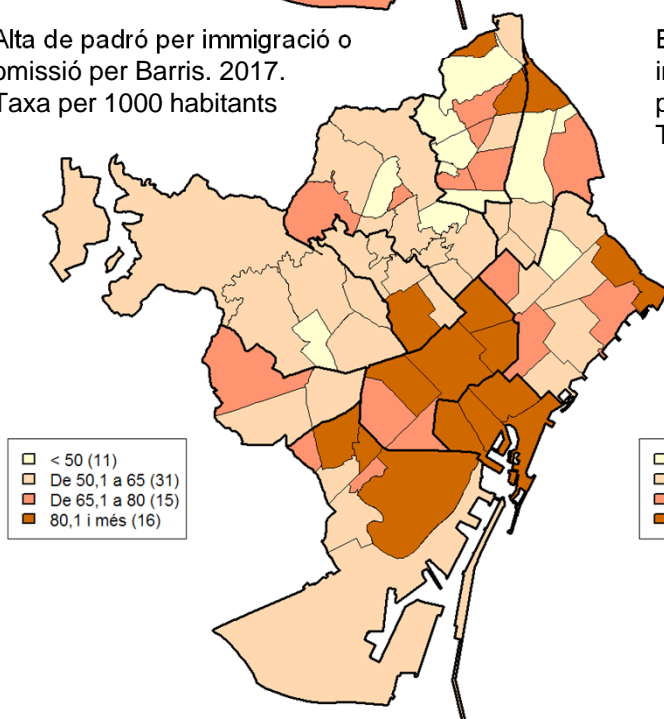 Alta de padró per immigració o
omissió per Barris. 2017.
Taxa per 1000 habitants
< 50 (11)
De 50,1 a 65 (31)
De 65,1 a 80 (15)
80,1 i més (16)